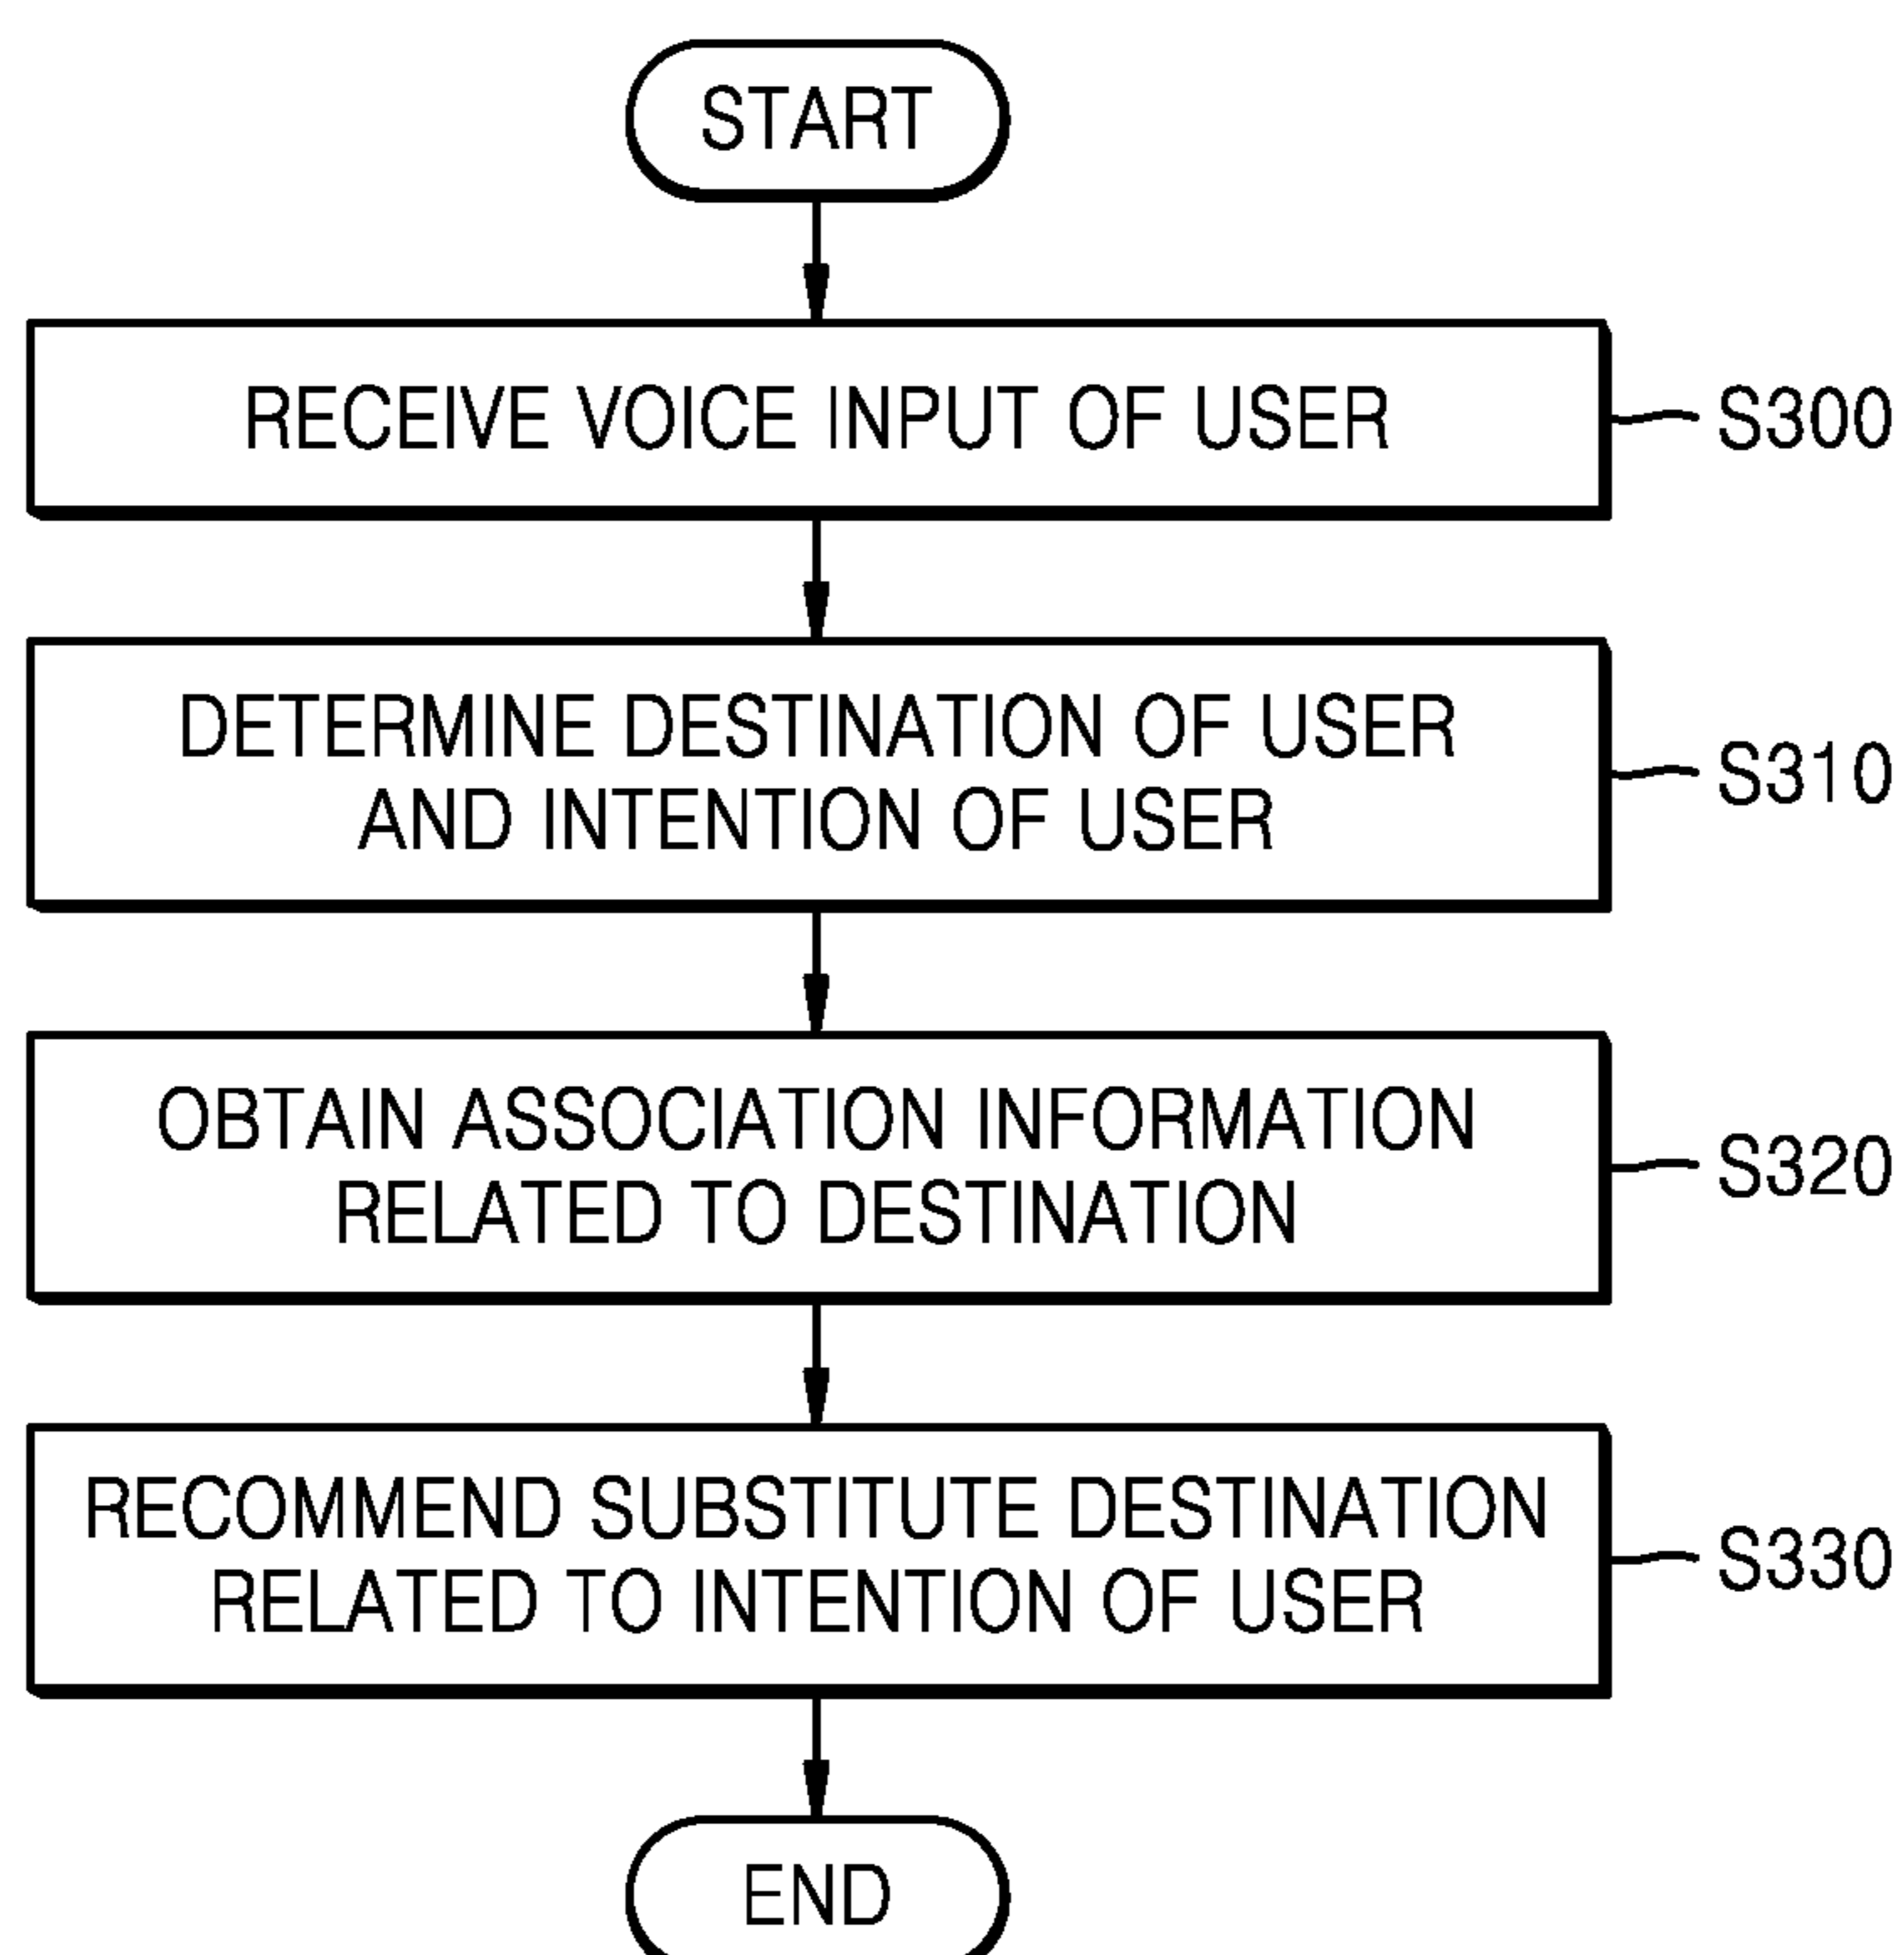 START
RECEIVE VOICE INPUT OF USER
S300
DETERMINE DESTINATION OF USER
AND INTENTION OF USER
S310
OBTAIN ASSOCIATION INFORMATION
RELATED TO DESTINATION
S320
RECOMMEND SUBSTITUTE DESTINATION
RELATED TO INTENTION OF USER
S330
END